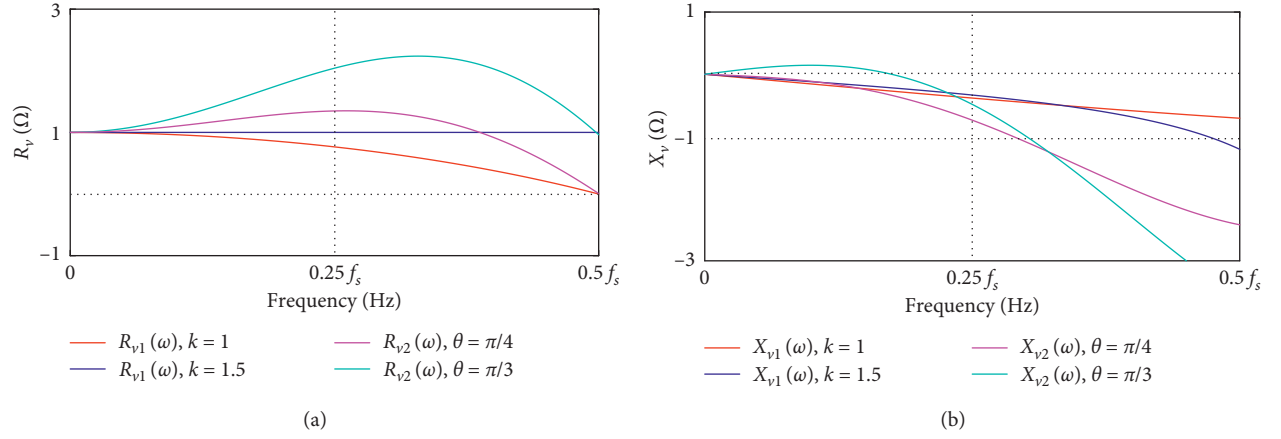 3
1
−1
R_v (Ω)
0
0.25 f_s
0.5 f_s
Frequency (Hz)
R_v1 (ω), k = 1
R_v1 (ω), k = 1.5
R_v2 (ω), θ = π/4
R_v2 (ω), θ = π/3
(a)
1
0
−1
−3
X_v (Ω)
0
0.25 f_s
0.5 f_s
Frequency (Hz)
X_v1 (ω), k = 1
X_v1 (ω), k = 1.5
X_v2 (ω), θ = π/4
X_v2 (ω), θ = π/3
(b)